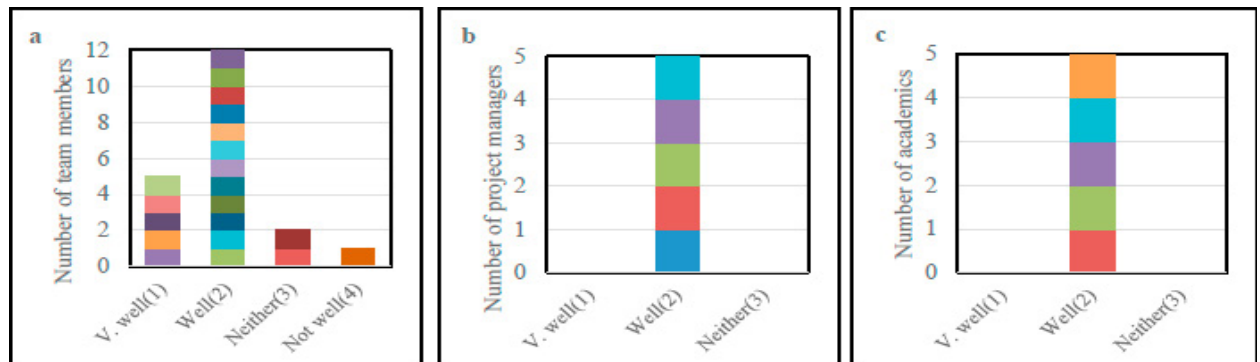 a
Number of team members
12
10
8
6
4
2
0
V. well(1)
Well(2)
Neither(3)
Not well(4)
b
Number of project managers
5
4
3
2
1
0
V. well(1)
Well(2)
Neither(3)
c
Number of academics
5
4
3
2
1
0
V. well(1)
Well(2)
Neither(3)